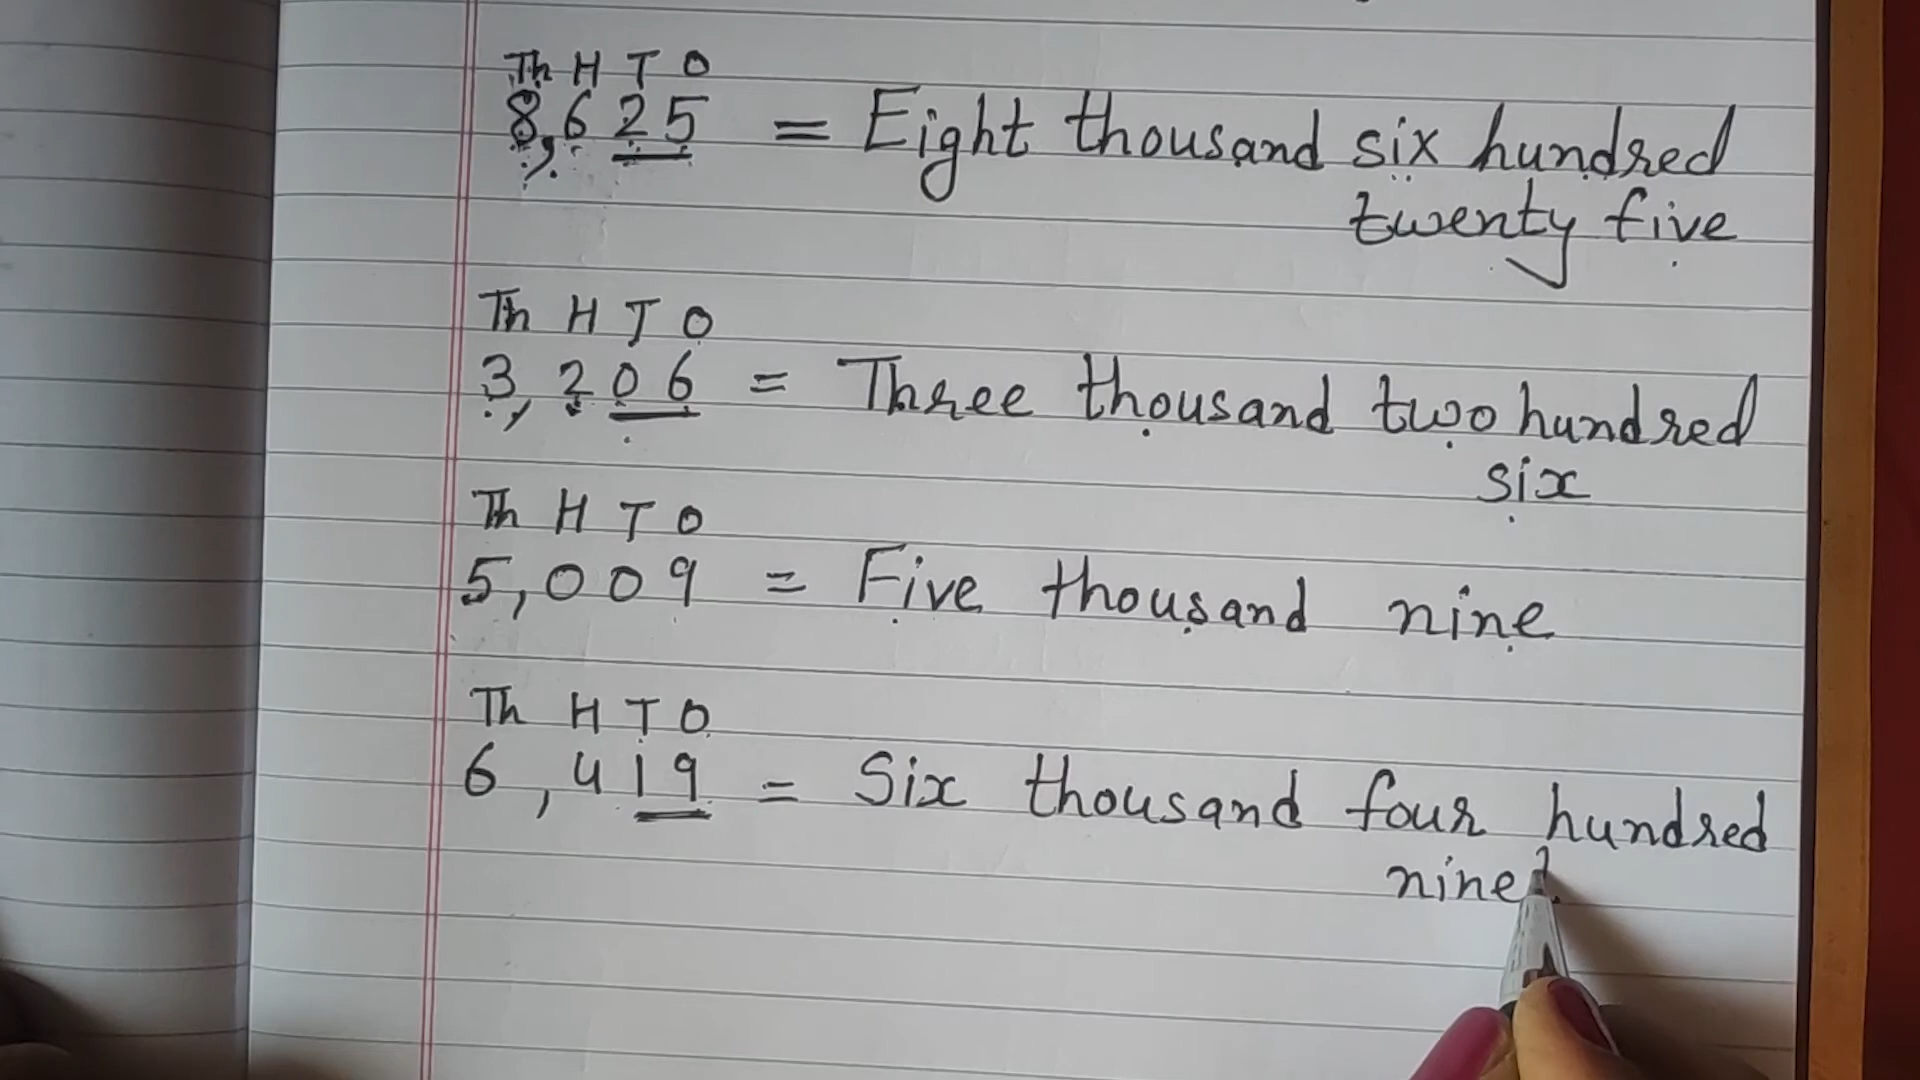 Th H T O
8,625 = Eight thousand six hundred
twenty five
Th H T O
3,206 = Three thousand two hundred
six
Th H T O
5,009 = Five thousand nine
Th H T O
6,419 = Six thousand four hundred
nine